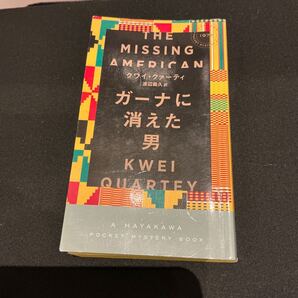 THE
MISSING
AMERICAN
クワイ・クァーティ
渡辺義久 訳
ガーナに
消えた
男
KWEI
QUARTEY
A HAYAKAWA
POCKET MYSTERY BOOK